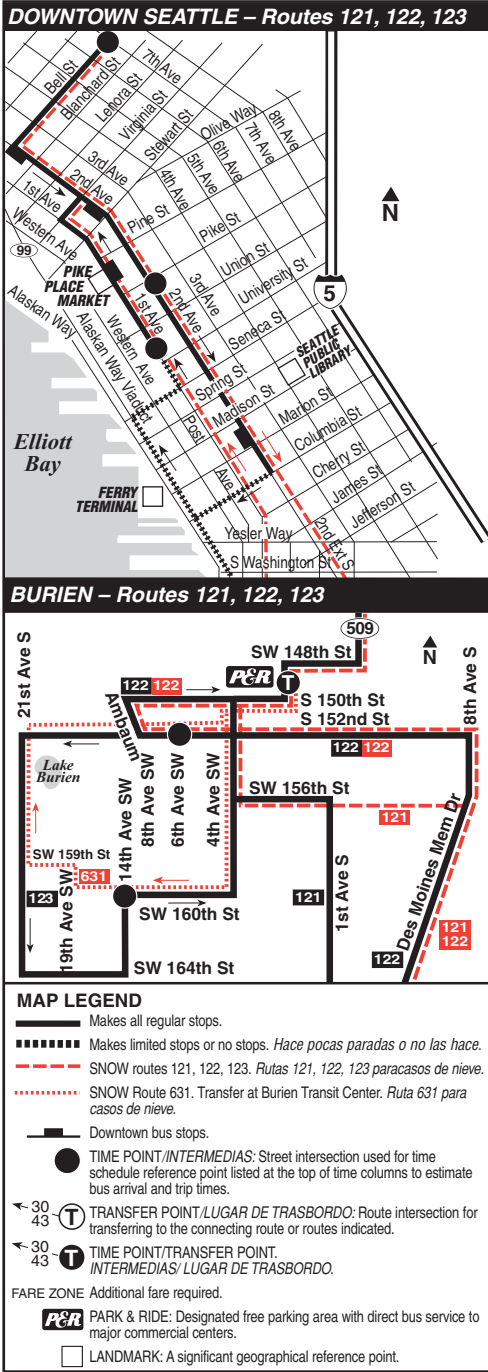 DOWNTOWN SEATTLE – Routes 121, 122, 123
7th Ave
Bell St
Blanchard St
Lenora St
Virginia St
Stewart St
Olive Way
8th Ave
7th Ave
6th Ave
5th Ave
4th Ave
3rd Ave
2nd Ave
1st Ave
Western Ave
99
Pine St
Pike St
Union St
University St
3rd Ave
2nd Ave
1st Ave
N
5
PIKE
PLACE
MARKET
Alaskan Way
Alaskan Way Viaduct
Western Ave
Seneca St
SEATTLE
PUBLIC
LIBRARY
Spring St
Madison St
Marion St
Columbia St
Cherry St
James St
Jefferson St
Post
Ave
Elliott
Bay
FERRY
TERMINAL
Yesler Way
S Washington St
2nd Ext S
BURIEN – Routes 121, 122, 123
509
SW 148th St
N
21st Ave S
8th Ave S
122 122
P&R
T
S 150th St
S 152nd St
Ambaum
122 122
Lake
Burien
14th Ave SW
8th Ave SW
6th Ave SW
4th Ave SW
SW 156th St
121
SW 159th St
631
123
19th Ave SW
SW 160th St
121
1st Ave S
Des Moines Mem Dr
121
122
122
SW 164th St
MAP LEGEND
Makes all regular stops.
Makes limited stops or no stops. Hace pocas paradas o no las hace.
SNOW routes 121, 122, 123. Rutas 121, 122, 123 paracasos de nieve.
SNOW Route 631. Transfer at Burien Transit Center. Ruta 631 para
casos de nieve.
Downtown bus stops.
TIME POINT/INTERMEDIAS: Street intersection used for time
schedule reference point listed at the top of time columns to estimate
bus arrival and trip times.
30
43 T TRANSFER POINT/LUGAR DE TRASBORDO: Route intersection for
transferring to the connecting route or routes indicated.
30
43 T TIME POINT/TRANSFER POINT.
INTERMEDIAS/ LUGAR DE TRASBORDO.
FARE ZONE Additional fare required.
P&R PARK & RIDE: Designated free parking area with direct bus service to
major commercial centers.
LANDMARK: A significant geographical reference point.